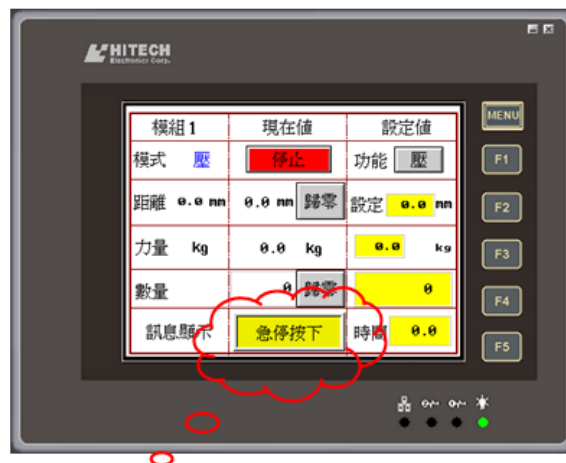 HITECH
Electronics Corp.
MENU
模組1 現在值 設定值
模式 壓 停止 功能 壓
F1
距離 0.0 mm 0.0 mm 歸零 設定 0.0 mm
F2
力量 kg 0.0 kg 0.0 kg
F3
數量 0 歸零 0
F4
訊息顯示 急停按下 時間 0.0
F5